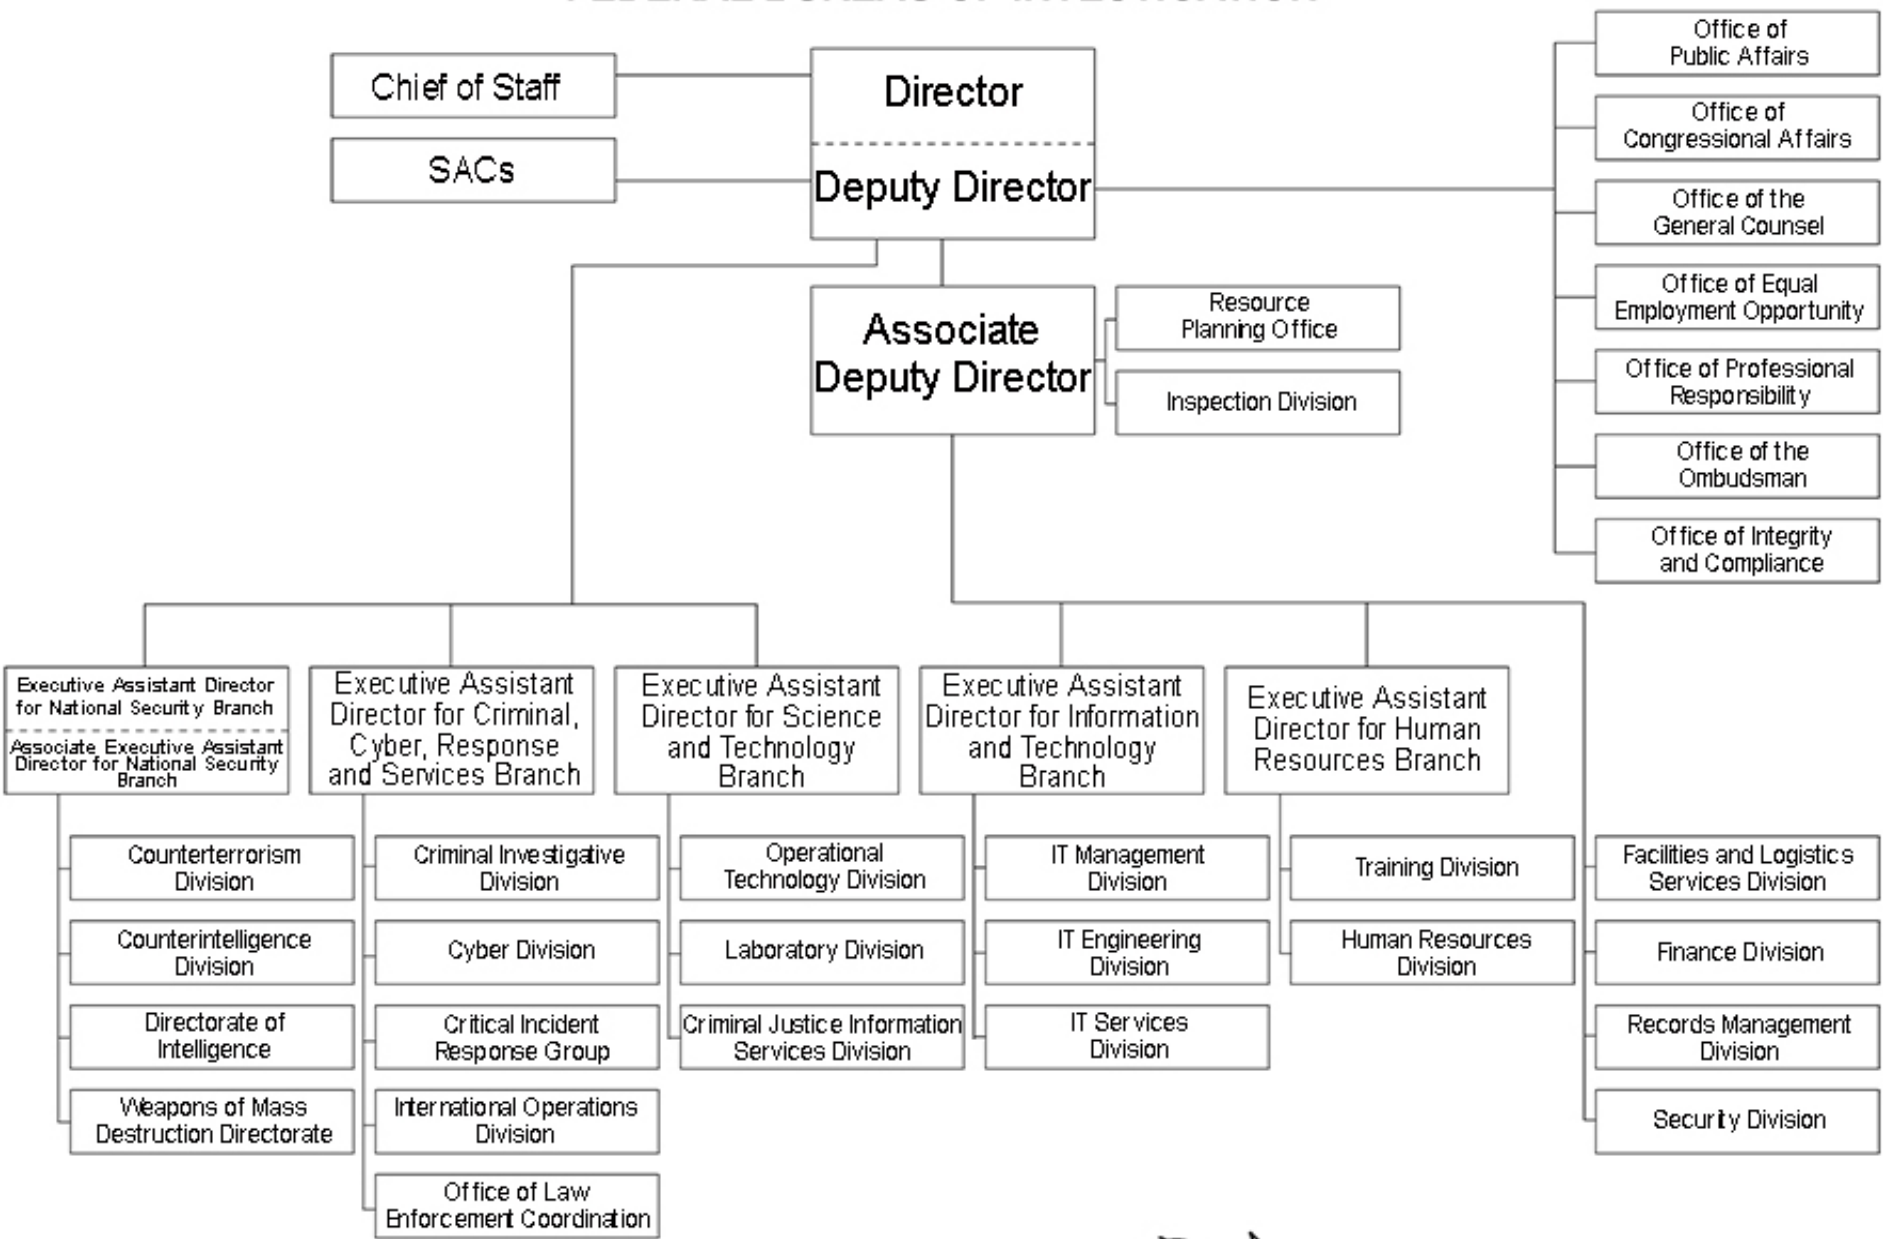 Chief of Staff
SACs
Director
Deputy Director
Office of
Public Affairs
Office of
Congressional Affairs
Office of the
General Counsel
Office of Equal
Employment Opportunity
Office of Professional
Responsibility
Office of the
Ombudsman
Office of Integrity
and Compliance
Associate
Deputy Director
Resource
Planning Office
Inspection Division
Executive Assistant Director
for National Security Branch
Associate Executive Assistant
Director for National Security
Branch
Counterterrorism
Division
Counterintelligence
Division
Directorate of
Intelligence
Weapons of Mass
Destruction Directorate
Executive Assistant
Director for Criminal,
Cyber, Response
and Services Branch
Criminal Investigative
Division
Cyber Division
Critical Incident
Response Group
International Operations
Division
Office of Law
Enforcement Coordination
Executive Assistant
Director for Science
and Technology
Branch
Operational
Technology Division
Laboratory Division
Criminal Justice Information
Services Division
Executive Assistant
Director for Information
and Technology
Branch
IT Management
Division
IT Engineering
Division
IT Services
Division
Executive Assistant
Director for Human
Resources Branch
Training Division
Human Resources
Division
Facilities and Logistics
Services Division
Finance Division
Records Management
Division
Security Division